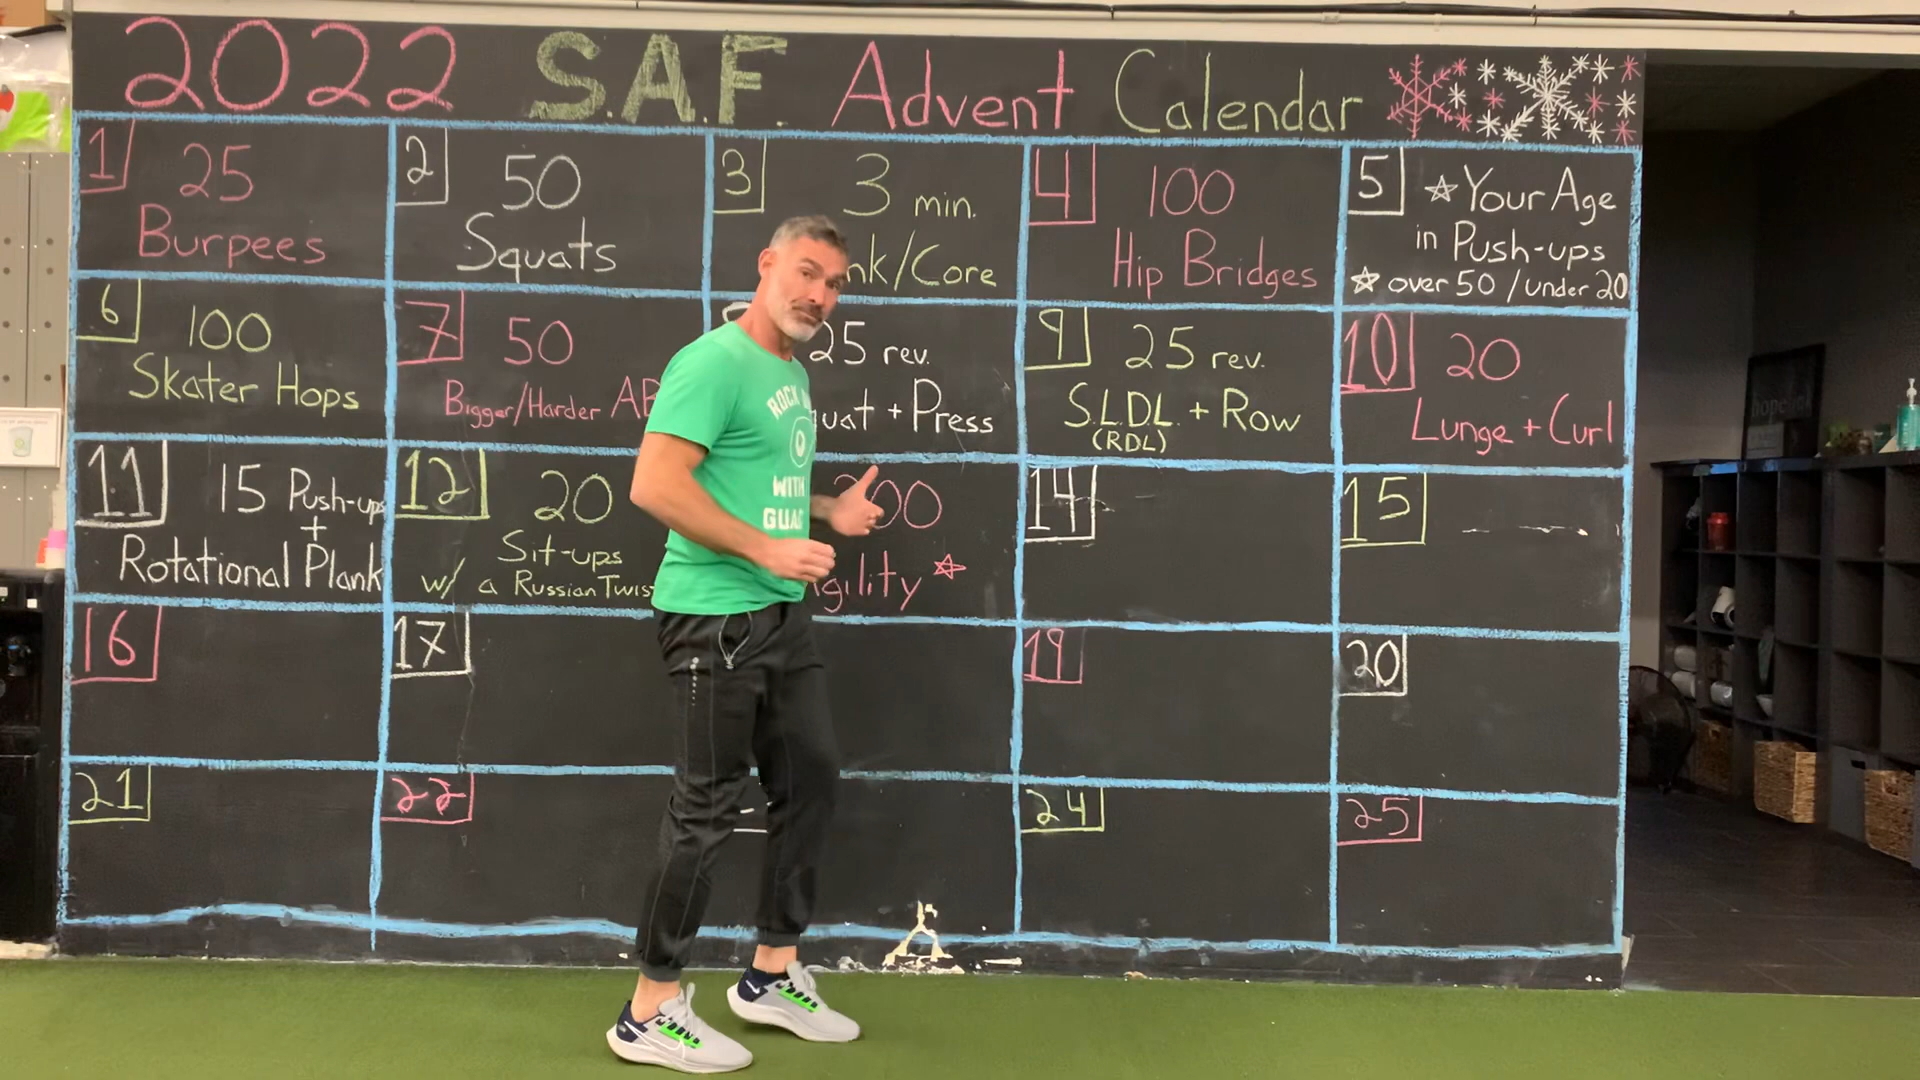 2022 S.A.F. Advent Calendar
1 25
Burpees
2 50
Squats
3 3 min.
/Core
4 100
Hip Bridges
5 ☆ Your Age
in Push-ups
☆ over 50 / under 20
6 100
Skater Hops
7 50
Bigger/Harder
25 rev.
+ Press
9 25 rev.
S.L.D.L. + Row
(RDL)
10 20
Lunge + Curl
11 15 Push-ups
+
Rotational Plank
12 20
Sit-ups
w/ a Russian Twist
☆
14
15
16
17
19
20
21
22
24
25
ROCK
WITH